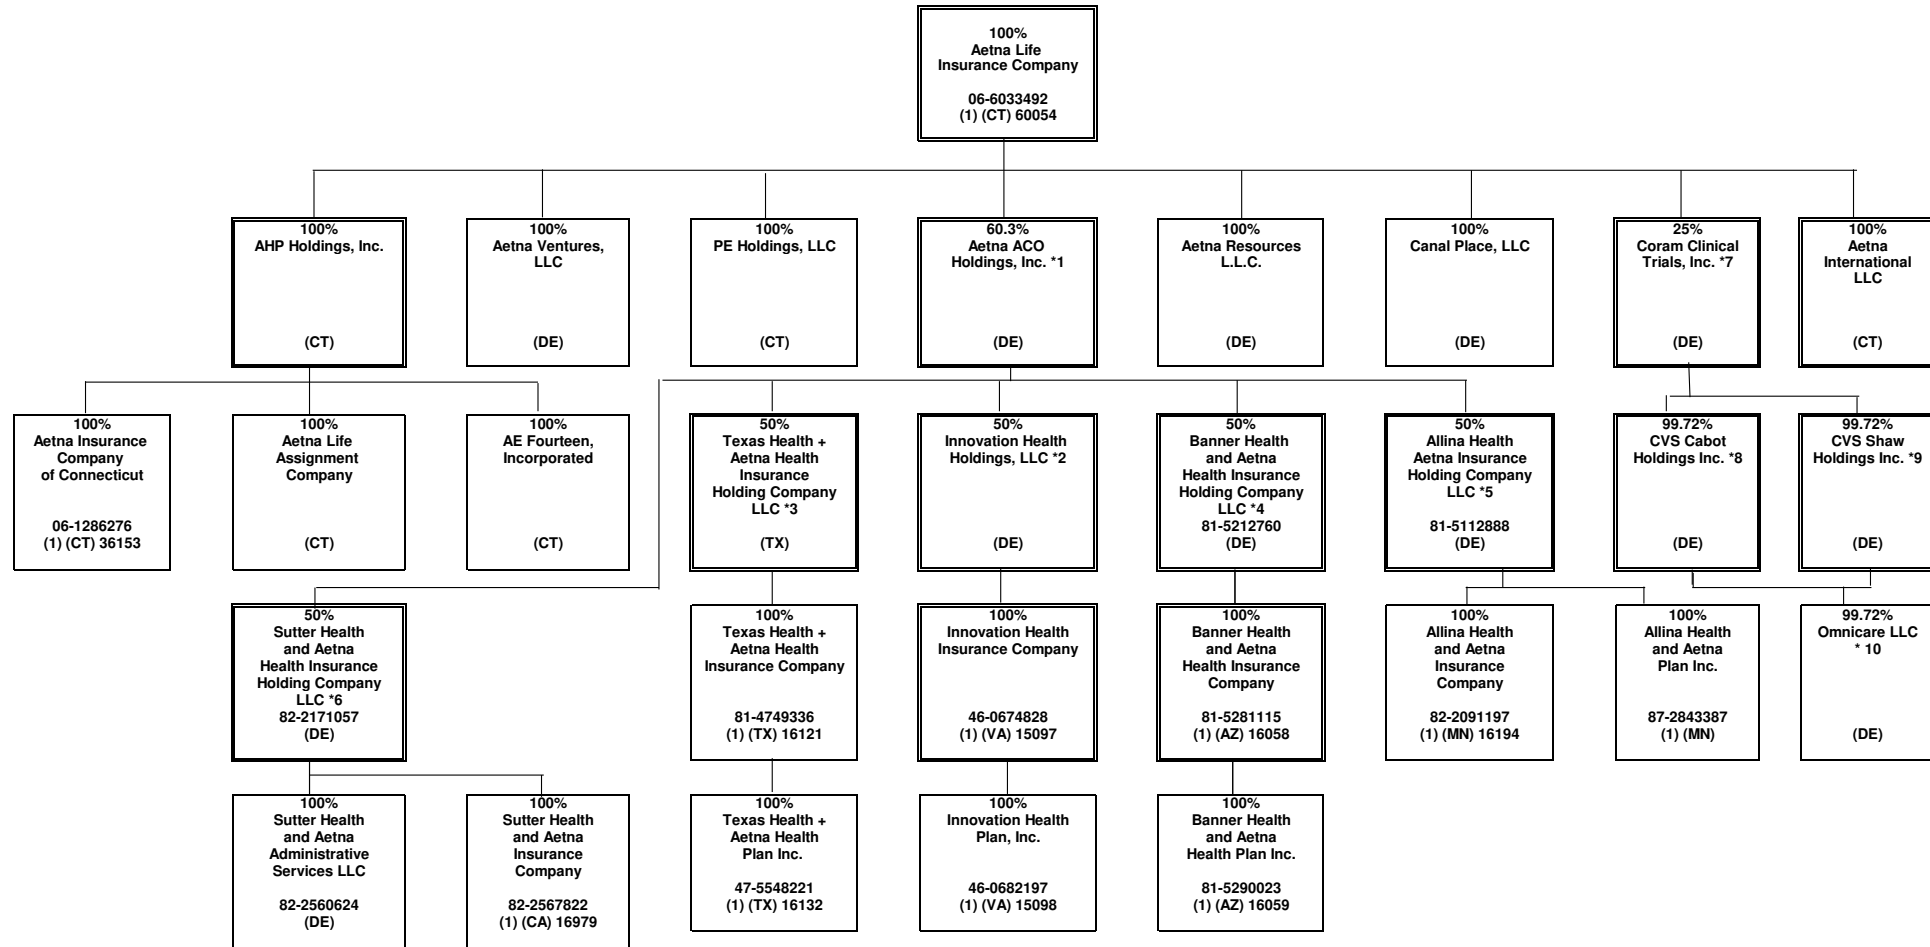 100%
Aetna Life
Insurance Company
06-6033492
(1) (CT) 60054
100%
AHP Holdings, Inc.
(CT)
100%
Aetna Ventures,
LLC
(DE)
100%
PE Holdings, LLC
(CT)
60.3%
Aetna ACO
Holdings, Inc. *1
(DE)
100%
Aetna Resources
L.L.C.
(DE)
100%
Canal Place, LLC
(DE)
25%
Coram Clinical
Trials, Inc. *7
(DE)
100%
Aetna
International
LLC
(CT)
100%
Aetna Insurance
Company
of Connecticut
06-1286276
(1) (CT) 36153
100%
Aetna Life
Assignment
Company
(CT)
100%
AE Fourteen,
Incorporated
(CT)
50%
Texas Health +
Aetna Health
Insurance
Holding Company
LLC *3
(TX)
50%
Innovation Health
Holdings, LLC *2
(DE)
50%
Banner Health
and Aetna
Health Insurance
Holding Company
LLC *4
81-5212760
(DE)
50%
Allina Health
Aetna Insurance
Holding Company
LLC *5
81-5112888
(DE)
99.72%
CVS Cabot
Holdings Inc. *8
(DE)
99.72%
CVS Shaw
Holdings Inc. *9
(DE)
50%
Sutter Health
and Aetna
Health Insurance
Holding Company
LLC *6
82-2171057
(DE)
100%
Texas Health +
Aetna Health
Insurance Company
81-4749336
(1) (TX) 16121
100%
Innovation Health
Insurance Company
46-0674828
(1) (VA) 15097
100%
Banner Health
and Aetna
Health Insurance
Company
81-5281115
(1) (AZ) 16058
100%
Allina Health
and Aetna
Insurance
Company
82-2091197
(1) (MN) 16194
100%
Allina Health
and Aetna
Plan Inc.
87-2843387
(1) (MN)
99.72%
Omnicare LLC
* 10
(DE)
100%
Sutter Health
and Aetna
Administrative
Services LLC
82-2560624
(DE)
100%
Sutter Health
and Aetna
Insurance
Company
82-2567822
(1) (CA) 16979
100%
Texas Health +
Aetna Health
Plan Inc.
47-5548221
(1) (TX) 16132
100%
Innovation Health
Plan, Inc.
46-0682197
(1) (VA) 15098
100%
Banner Health
and Aetna
Health Plan Inc.
81-5290023
(1) (AZ) 16059